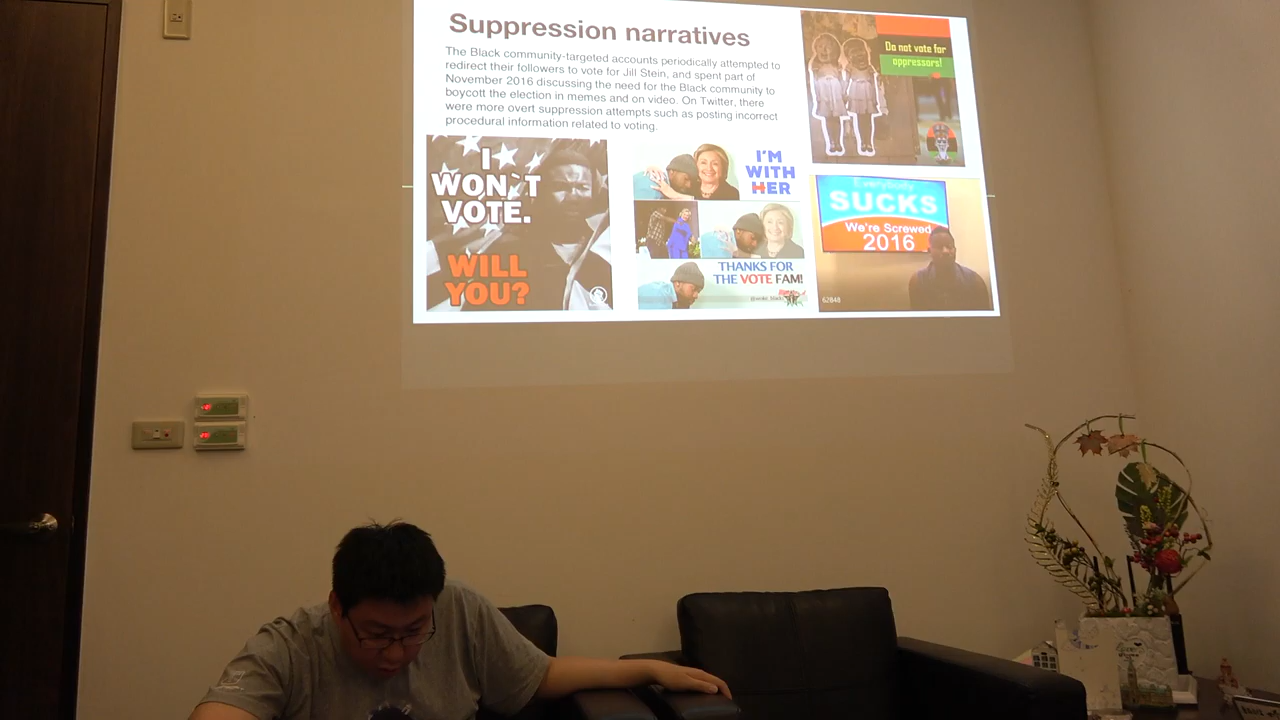 Suppression narratives
The Black community-targeted accounts periodically attempted to
redirect their followers to vote for Jill Stein, and spent part of
November 2016 discussing the need for the Black community to
boycott the election in memes and on video. On Twitter, there
were more overt suppression attempts such as posting incorrect
procedural information related to voting.
I
WON`T
VOTE.
WILL
YOU?
I'M
WITH
HER
THANKS FOR
THE VOTE FAM!
Do not vote for
oppressors!
Everybody
SUCKS
We're Screwed
2016
62848